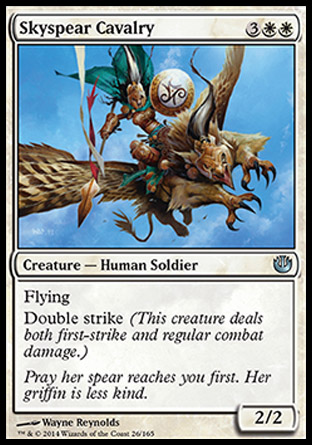 Skyspear Cavalry 3
Creature — Human Soldier
Flying
Double strike (This creature deals
both first-strike and regular combat
damage.)
Pray her spear reaches you first. Her
griffin is less kind.
2/2
Wayne Reynolds
™ & © 2014 Wizards of the Coast 26/165